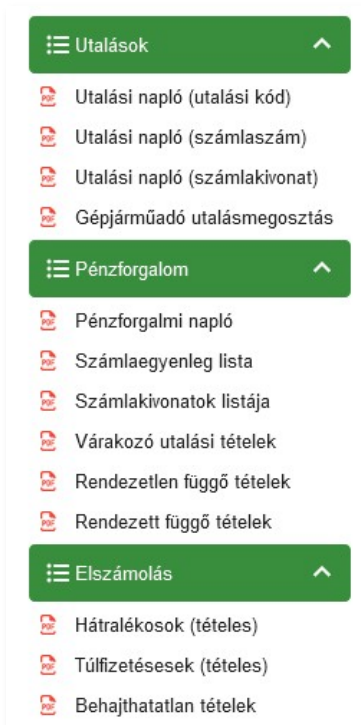 Utalások
Utalási napló (utalási kód)
Utalási napló (számlaszám)
Utalási napló (számlakivonat)
Gépjárműadó utalásmegosztás
Pénzforgalom
Pénzforgalmi napló
Számlaegyenleg lista
Számlakivonatok listája
Várakozó utalási tételek
Rendezetlen függő tételek
Rendezett függő tételek
Elszámolás
Hátralékosok (tételes)
Túlfizetésesek (tételes)
Behajthatatlan tételek